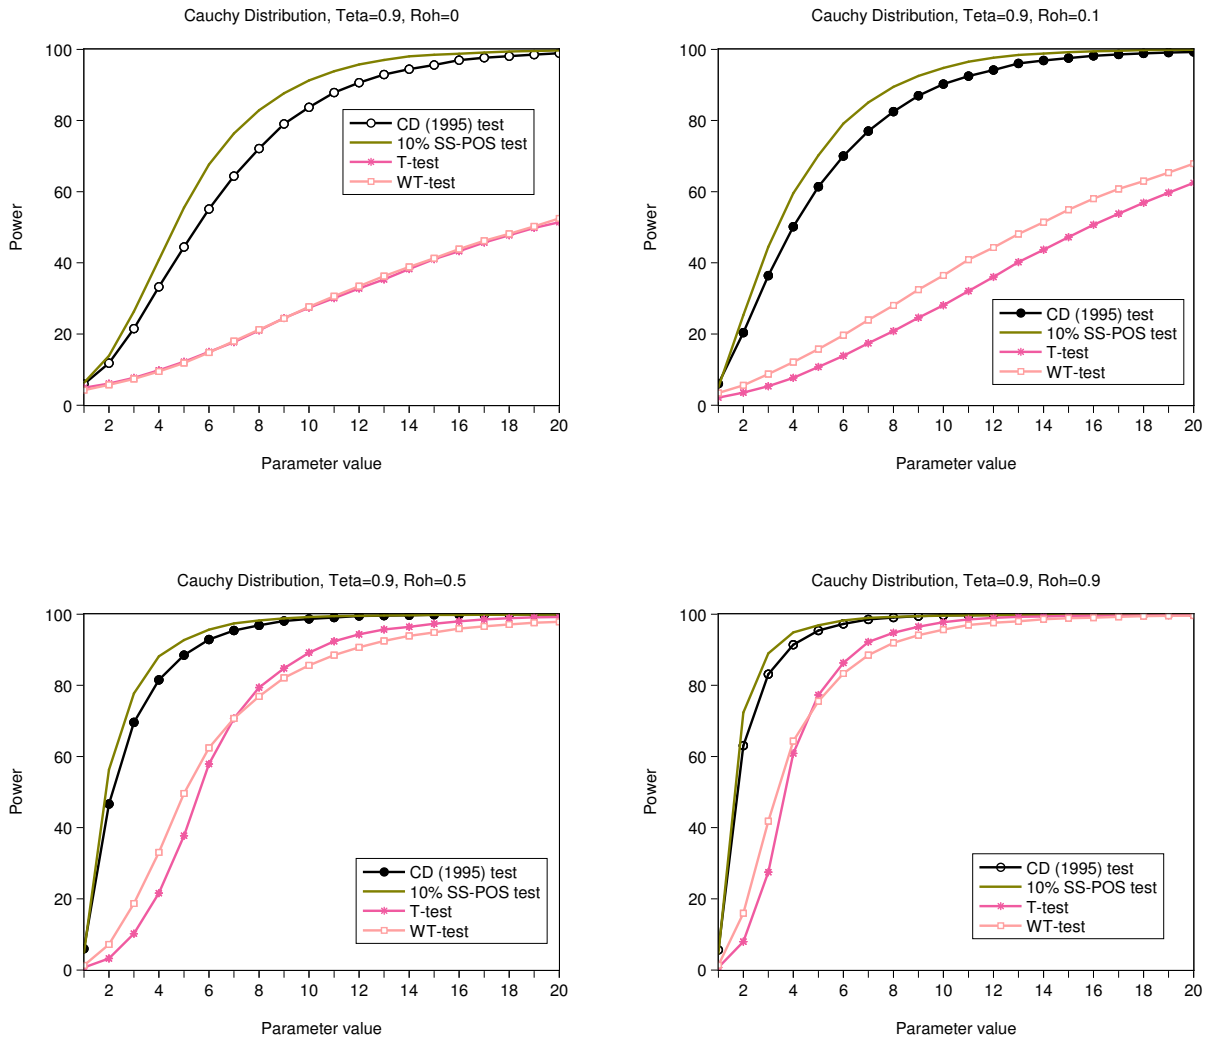 Cauchy Distribution, Teta=0.9, Roh=0
100
80
60
40
20
0
Power
CD (1995) test
10% SS-POS test
T-test
WT-test
2 4 6 8 10 12 14 16 18 20
Parameter value
Cauchy Distribution, Teta=0.9, Roh=0.1
100
80
60
40
20
0
Power
CD (1995) test
10% SS-POS test
T-test
WT-test
2 4 6 8 10 12 14 16 18 20
Parameter value
Cauchy Distribution, Teta=0.9, Roh=0.5
100
80
60
40
20
0
Power
CD (1995) test
10% SS-POS test
T-test
WT-test
2 4 6 8 10 12 14 16 18 20
Parameter value
Cauchy Distribution, Teta=0.9, Roh=0.9
100
80
60
40
20
0
Power
CD (1995) test
10% SS-POS test
T-test
WT-test
2 4 6 8 10 12 14 16 18 20
Parameter value